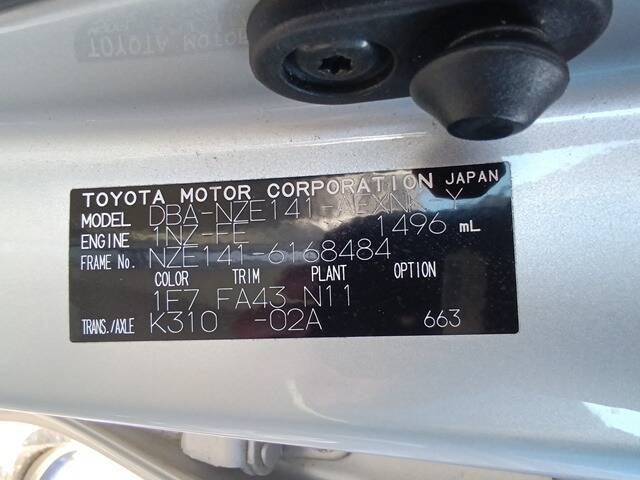 TOYOTA MOTOR CORPORATION JAPAN
MODEL DBA-NZE141-AEXNK-Y
ENGINE 1NZ-FE 1496 mL
FRAME No. NZE141-6168484
COLOR TRIM PLANT OPTION
1F7 FA43 N11
TRANS./AXLE K310 -02A 663